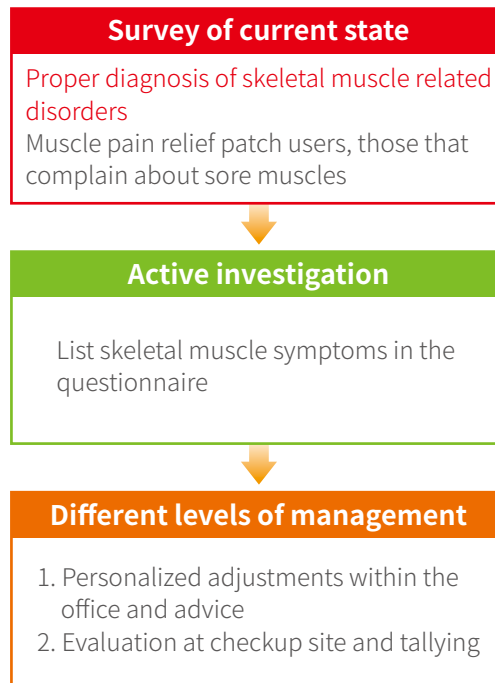 Survey of current state
Proper diagnosis of skeletal muscle related
disorders
Muscle pain relief patch users, those that
complain about sore muscles
Active investigation
List skeletal muscle symptoms in the
questionnaire
Different levels of management
1. Personalized adjustments within the
office and advice
2. Evaluation at checkup site and tallying